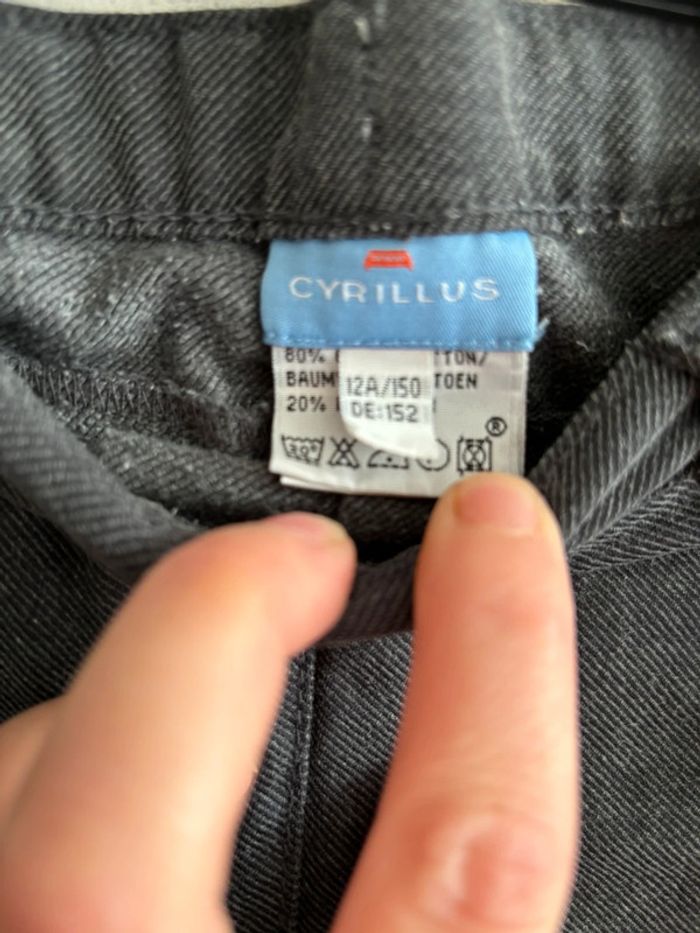 CYRILLUS
80% TON/
BAUM 12A/150 TOEN
20% DE:152
®